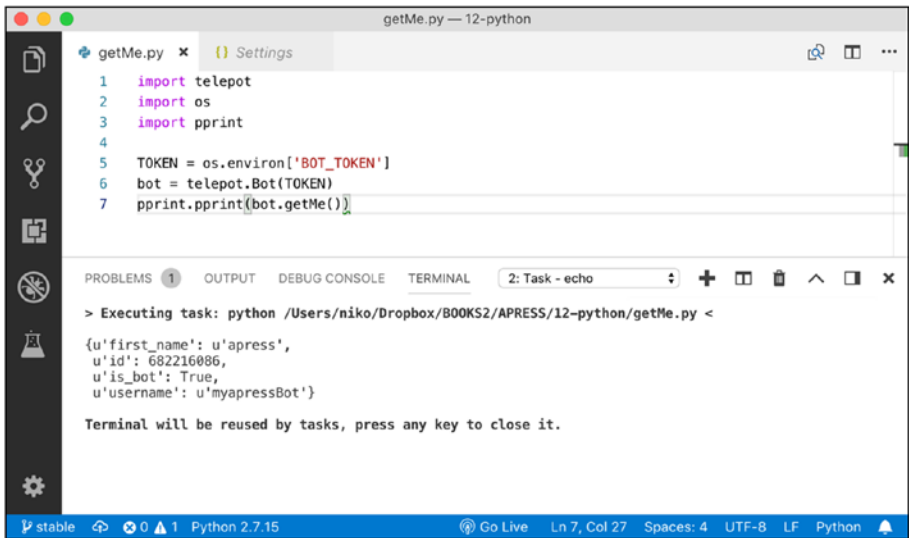 getMe.py — 12-python
getMe.py × {} Settings
1 import telepot
2 import os
3 import pprint
4
5 TOKEN = os.environ['BOT_TOKEN']
6 bot = telepot.Bot(TOKEN)
7 pprint.pprint(bot.getMe())
PROBLEMS 1 OUTPUT DEBUG CONSOLE TERMINAL 2: Task - echo
> Executing task: python /Users/niko/Dropbox/BOOKS2/APRESS/12-python/getMe.py <
{u'first_name': u'apress',
u'id': 682216086,
u'is_bot': True,
u'username': u'myapressBot'}
Terminal will be reused by tasks, press any key to close it.
stable 0 1 Python 2.7.15 Go Live Ln 7, Col 27 Spaces: 4 UTF-8 LF Python